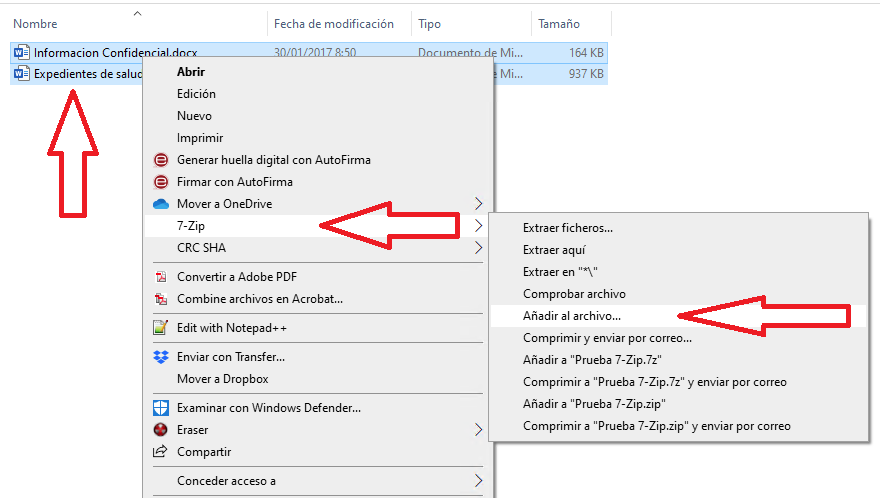 Nombre Fecha de modificación Tipo Tamaño
Informacion Confidencial.docx 30/01/2017 8:50 Documento de Mi... 164 KB
Expedientes de salud de Mi... 937 KB
Abrir
Edición
Nuevo
Imprimir
Generar huella digital con AutoFirma
Firmar con AutoFirma
Mover a OneDrive
7-Zip
CRC SHA
Convertir a Adobe PDF
Combine archivos en Acrobat...
Edit with Notepad++
Enviar con Transfer...
Mover a Dropbox
Examinar con Windows Defender...
Eraser
Compartir
Conceder acceso a
Extraer ficheros...
Extraer aquí
Extraer en "*\"
Comprobar archivo
Añadir al archivo...
Comprimir y enviar por correo...
Añadir a "Prueba 7-Zip.7z"
Comprimir a "Prueba 7-Zip.7z" y enviar por correo
Añadir a "Prueba 7-Zip.zip"
Comprimir a "Prueba 7-Zip.zip" y enviar por correo